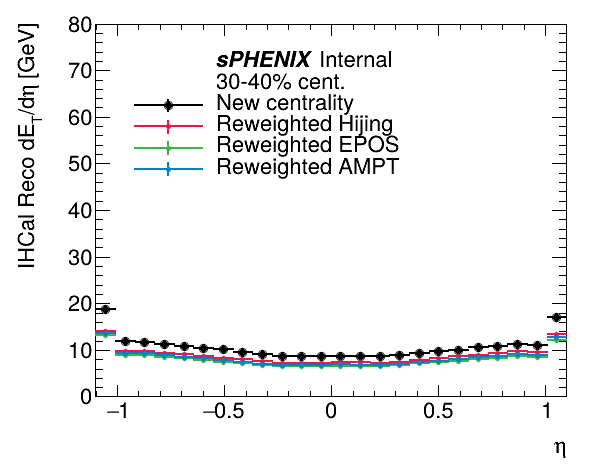 80
70
60
50
40
30
20
10
0
IHCal Reco dE_T/dη [GeV]
sPHENIX Internal
30-40% cent.
New centrality
Reweighted Hijing
Reweighted EPOS
Reweighted AMPT
−1 −0.5 0 0.5 1
η